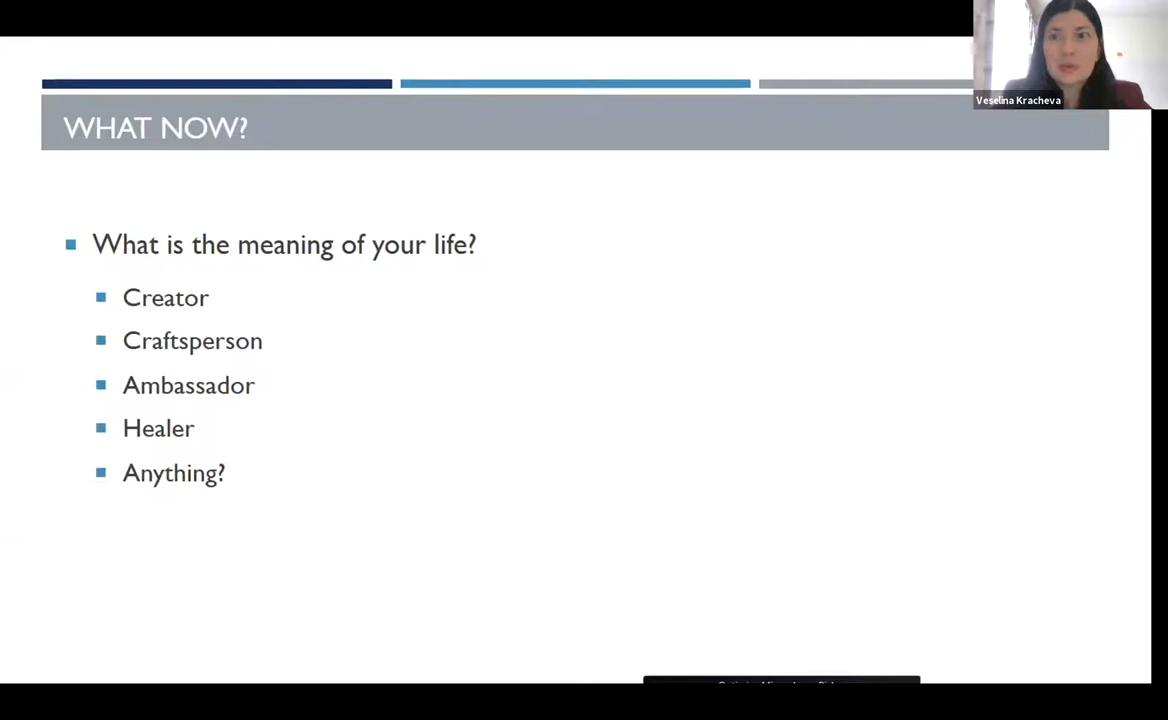 Veselina Kracheva
WHAT NOW?
What is the meaning of your life?
Creator
Craftsperson
Ambassador
Healer
Anything?